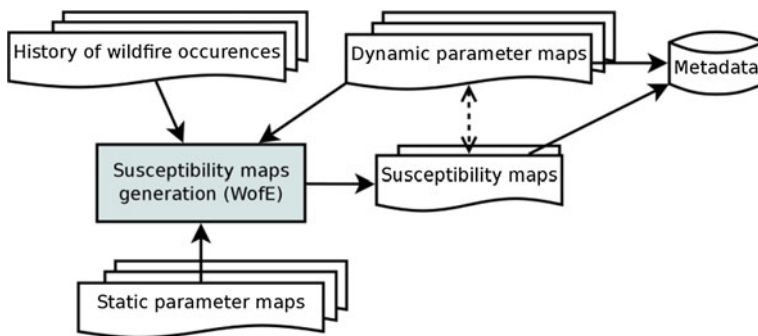 History of wildfire occurences
Dynamic parameter maps
Metadata
Susceptibility maps
generation (WofE)
Susceptibility maps
Static parameter maps